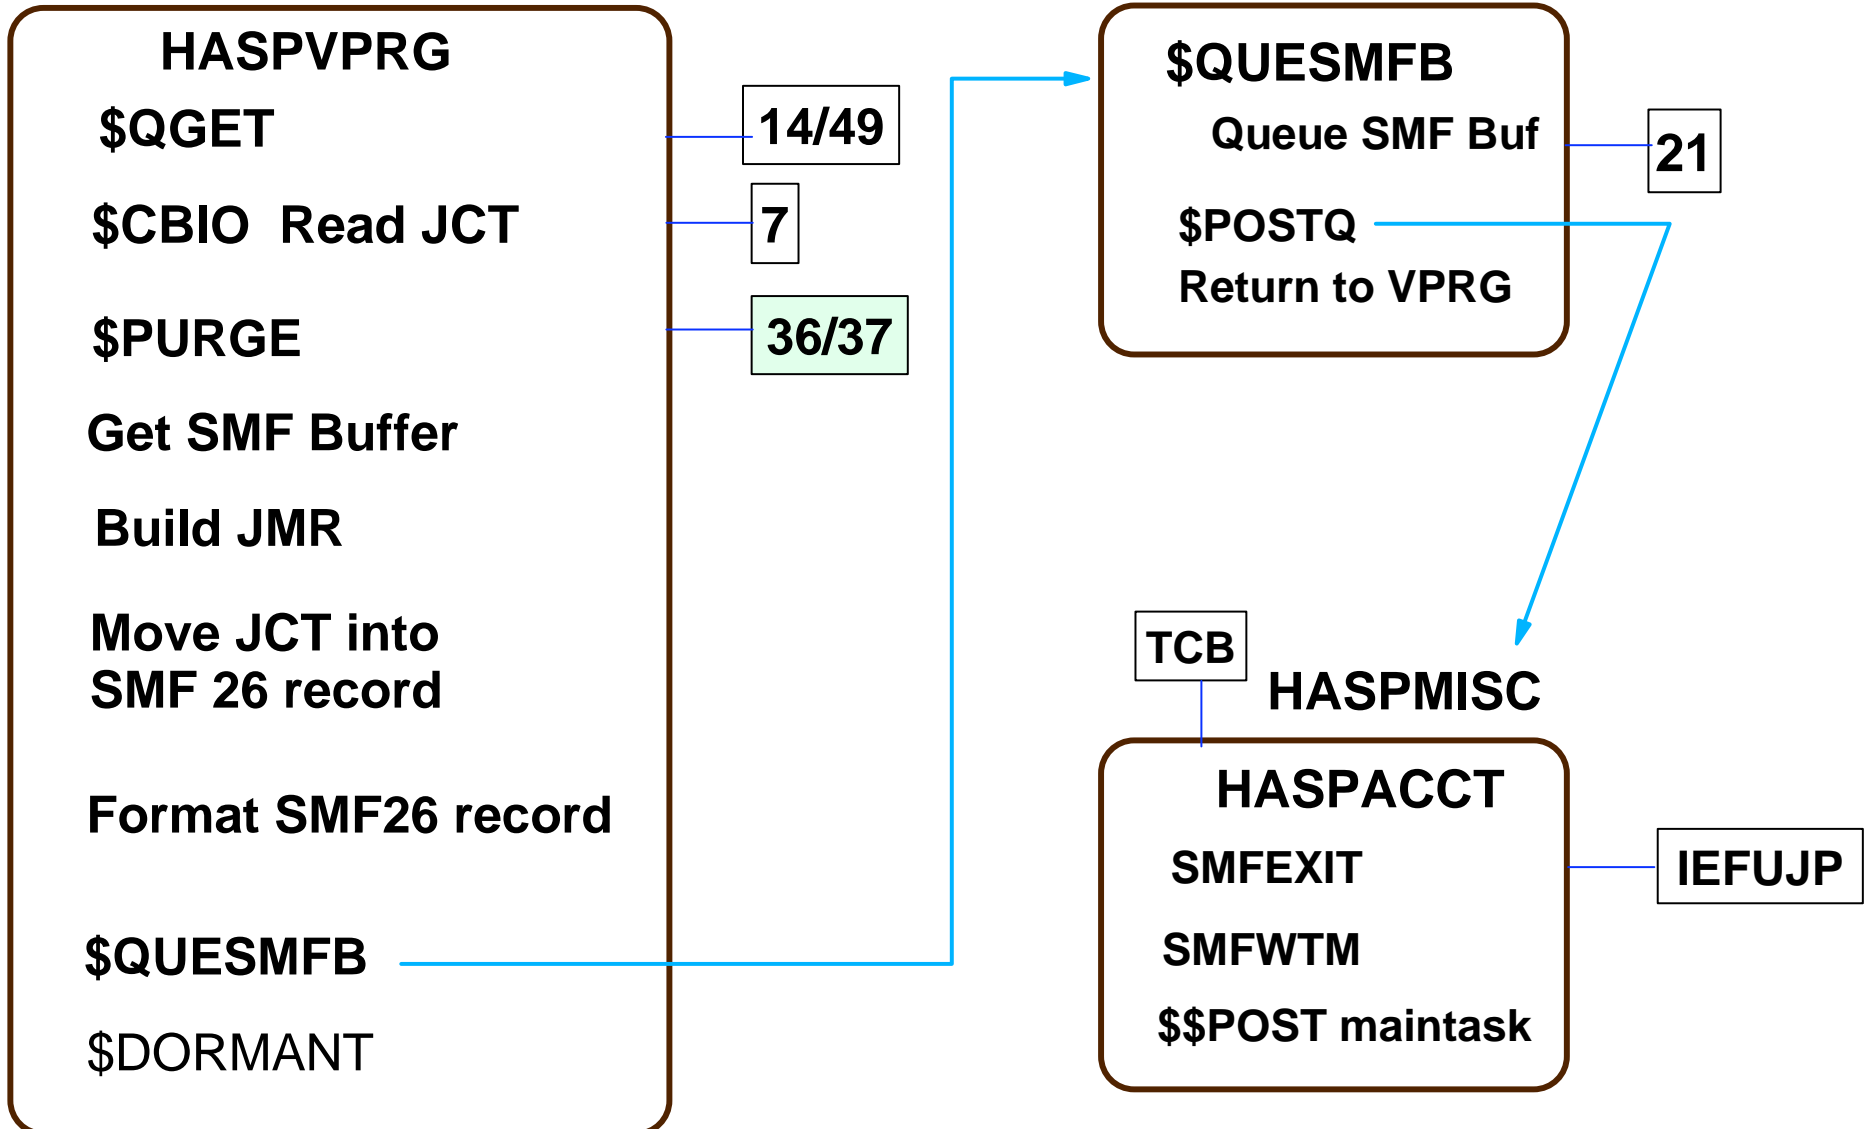 HASPVPRG
$QGET
14/49
$CBIO Read JCT
7
$PURGE
36/37
Get SMF Buffer
Build JMR
Move JCT into
SMF 26 record
Format SMF26 record
$QUESMFB
$DORMANT
$QUESMFB
Queue SMF Buf
21
$POSTQ
Return to VPRG
TCB
HASPMISC
HASPACCT
SMFEXIT
IEFUJP
SMFWTM
$$POST maintask